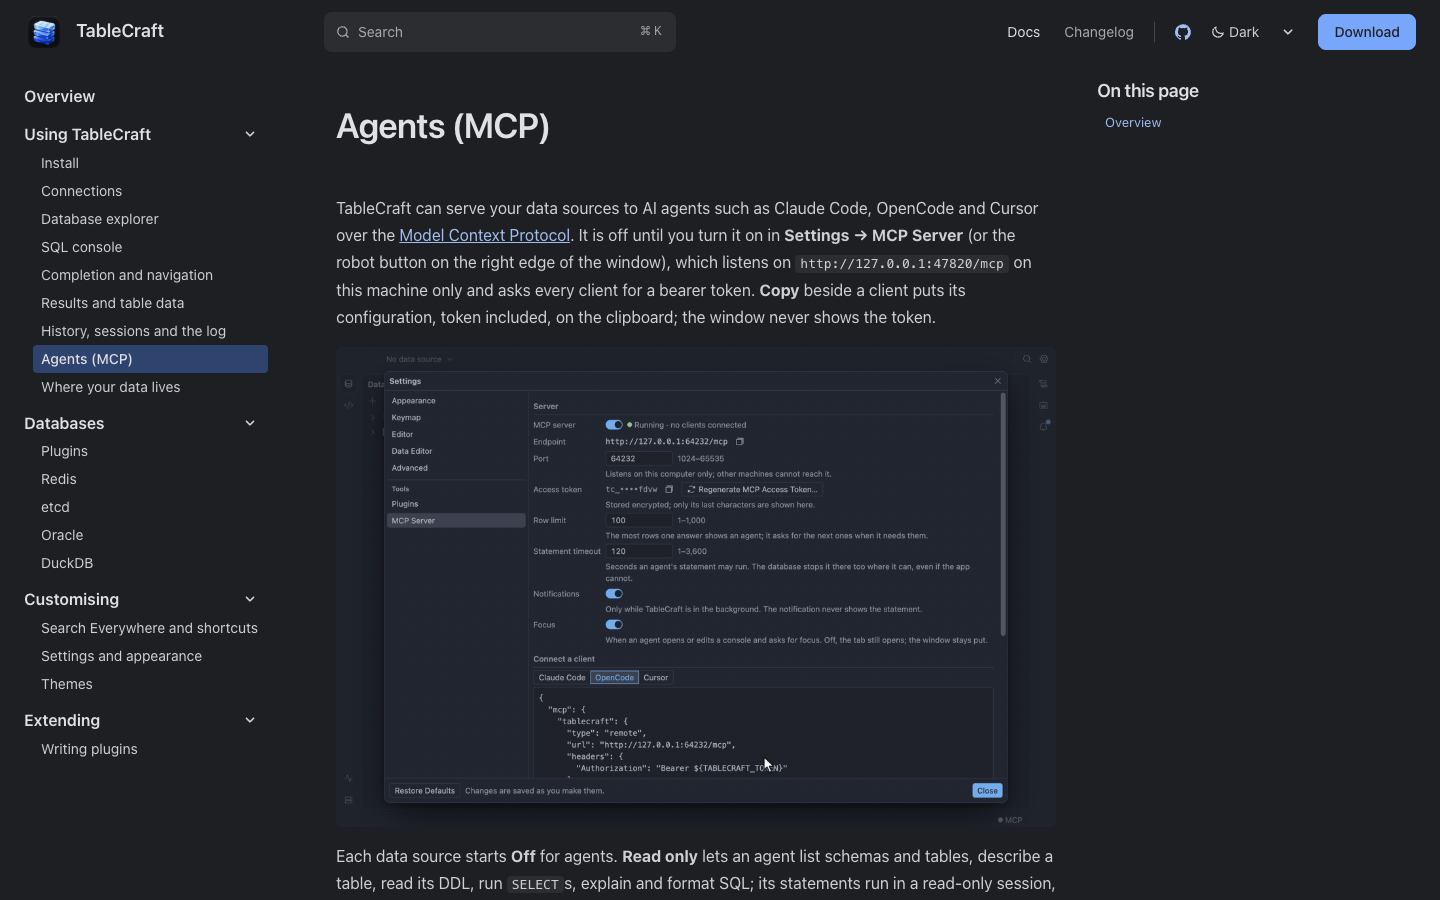 TableCraft
Search
⌘ K
Docs
Changelog
Dark
Download
Overview
Using TableCraft
Install
Connections
Database explorer
SQL console
Completion and navigation
Results and table data
History, sessions and the log
Agents (MCP)
Where your data lives
Databases
Plugins
Redis
etcd
Oracle
DuckDB
Customising
Search Everywhere and shortcuts
Settings and appearance
Themes
Extending
Writing plugins
Agents (MCP)
TableCraft can serve your data sources to AI agents such as Claude Code, OpenCode and Cursor
over the Model Context Protocol. It is off until you turn it on in Settings → MCP Server (or the
robot button on the right edge of the window), which listens on http://127.0.0.1:47820/mcp on
this machine only and asks every client for a bearer token. Copy beside a client puts its
configuration, token included, on the clipboard; the window never shows the token.
No data source
Data
Settings
Appearance
Keymap
Editor
Data Editor
Advanced
Tools
Plugins
MCP Server
Server
MCP server
Running · no clients connected
Endpoint
http://127.0.0.1:64232/mcp
Port
64232
1024–65535
Listens on this computer only; other machines cannot reach it.
Access token
tc_••••fdvw
Regenerate MCP Access Token...
Stored encrypted; only its last characters are shown here.
Row limit
100
1–1,000
The most rows one answer shows an agent; it asks for the next ones when it needs them.
Statement timeout
120
1–3,600
Seconds an agent's statement may run. The database stops it there too where it can, even if the app
cannot.
Notifications
Only while TableCraft is in the background. The notification never shows the statement.
Focus
When an agent opens or edits a console and asks for focus. Off, the tab still opens; the window stays put.
Connect a client
Claude Code
OpenCode
Cursor
{
"mcp": {
"tablecraft": {
"type": "remote",
"url": "http://127.0.0.1:64232/mcp",
"headers": {
"Authorization": "Bearer ${TABLECRAFT_TOKEN}"
Restore Defaults
Changes are saved as you make them.
Close
MCP
Each data source starts Off for agents. Read only lets an agent list schemas and tables, describe a
table, read its DDL, run SELECTs, explain and format SQL; its statements run in a read-only session,
On this page
Overview